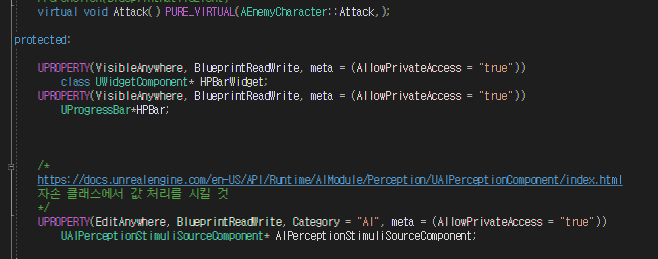 virtual void Attack() PURE_VIRTUAL(AEnemyCharacter::Attack,);
protected:
UPROPERTY(VisibleAnywhere, BlueprintReadWrite, meta = (AllowPrivateAccess = "true"))
class UWidgetComponent* HPBarWidget;
UPROPERTY(VisibleAnywhere, BlueprintReadWrite, meta = (AllowPrivateAccess = "true"))
UProgressBar*HPBar;
/*
https://docs.unrealengine.com/en-US/API/Runtime/AIModule/Perception/UAIPerceptionComponent/index.html
자손 클래스에서 값 처리를 시킬 것
*/
UPROPERTY(EditAnywhere, BlueprintReadWrite, Category = "AI", meta = (AllowPrivateAccess = "true"))
UAIPerceptionStimuliSourceComponent* AIPerceptionStimuliSourceComponent;